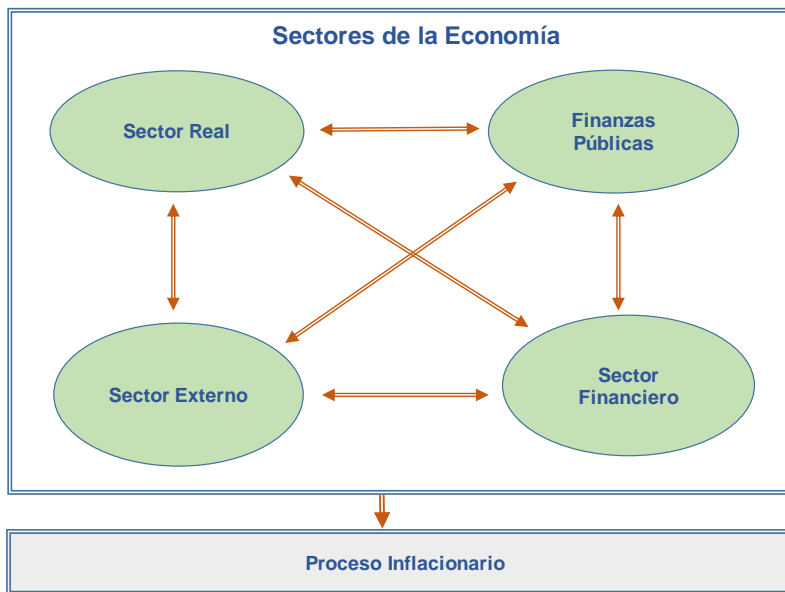 Sectores de la Economía
Sector Real
Finanzas
Públicas
Sector Externo
Sector
Financiero
Proceso Inflacionario